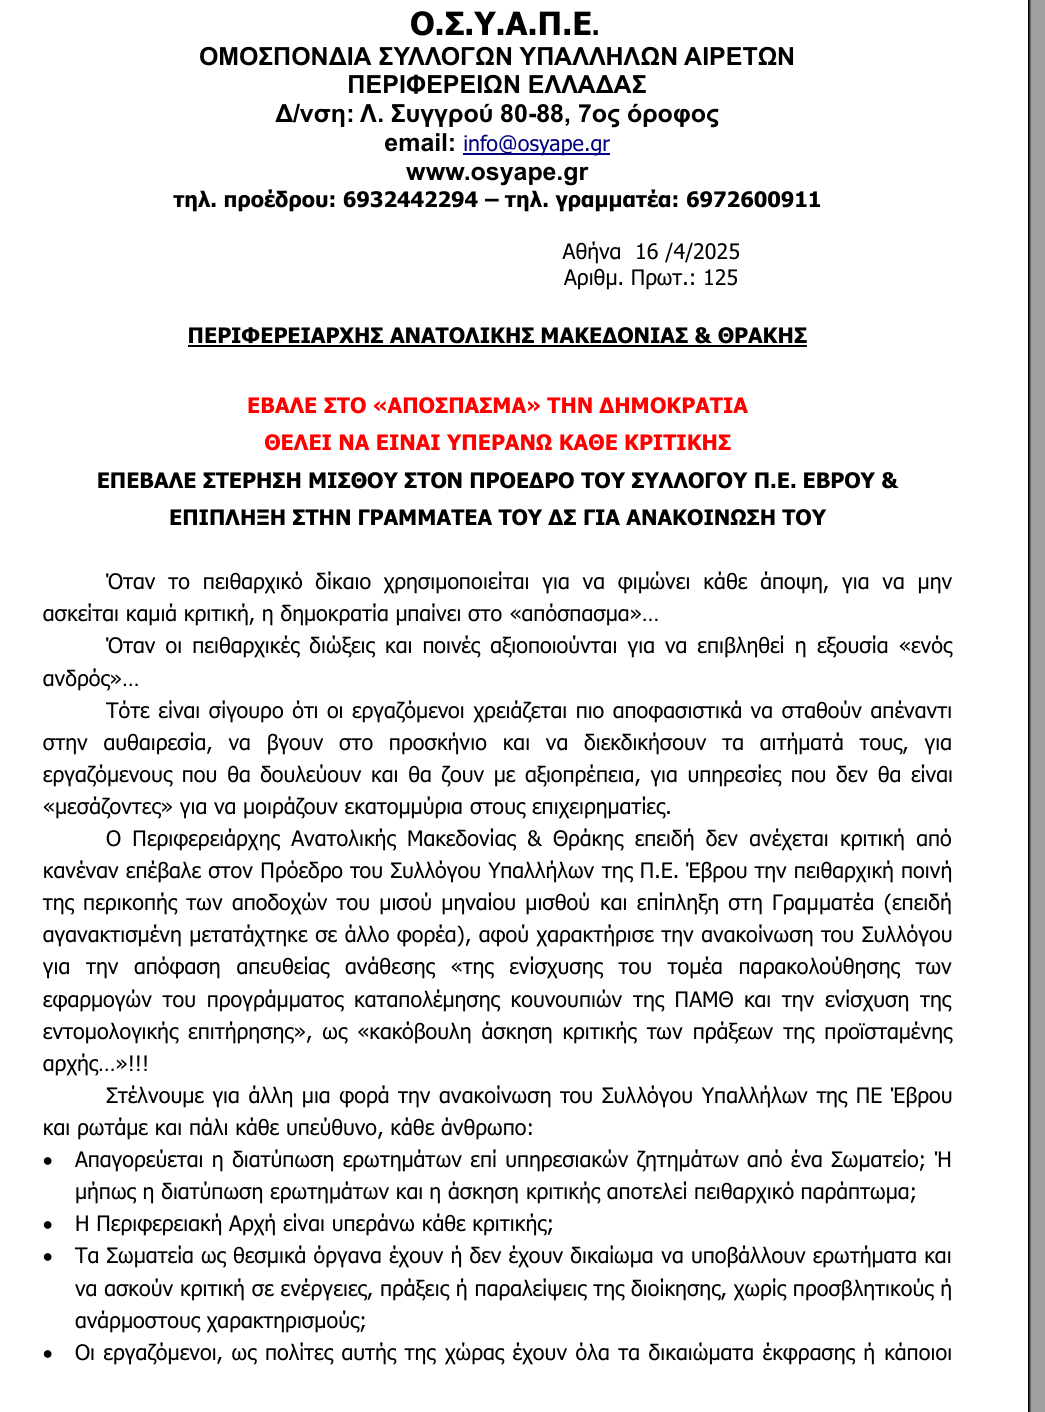 Ο.Σ.Υ.Α.Π.Ε.
ΟΜΟΣΠΟΝΔΙΑ ΣΥΛΛΟΓΩΝ ΥΠΑΛΛΗΛΩΝ ΑΙΡΕΤΩΝ
ΠΕΡΙΦΕΡΕΙΩΝ ΕΛΛΑΔΑΣ
Δ/νση: Λ. Συγγρού 80-88, 7ος όροφος
email: info@osyape.gr
www.osyape.gr
τηλ. προέδρου: 6932442294 – τηλ. γραμματέα: 6972600911
Αθήνα  16 /4/2025
Αριθμ. Πρωτ.: 125
ΠΕΡΙΦΕΡΕΙΑΡΧΗΣ ΑΝΑΤΟΛΙΚΗΣ ΜΑΚΕΔΟΝΙΑΣ & ΘΡΑΚΗΣ
ΕΒΑΛΕ ΣΤΟ «ΑΠΟΣΠΑΣΜΑ» ΤΗΝ ΔΗΜΟΚΡΑΤΙΑ
ΘΕΛΕΙ ΝΑ ΕΙΝΑΙ ΥΠΕΡΑΝΩ ΚΑΘΕ ΚΡΙΤΙΚΗΣ
ΕΠΕΒΑΛΕ ΣΤΕΡΗΣΗ ΜΙΣΘΟΥ ΣΤΟΝ ΠΡΟΕΔΡΟ ΤΟΥ ΣΥΛΛΟΓΟΥ Π.Ε. ΕΒΡΟΥ &
ΕΠΙΠΛΗΞΗ ΣΤΗΝ ΓΡΑΜΜΑΤΕΑ ΤΟΥ ΔΣ ΓΙΑ ΑΝΑΚΟΙΝΩΣΗ ΤΟΥ
Όταν το πειθαρχικό δίκαιο χρησιμοποιείται για να φιμώνει κάθε άποψη, για να μην
ασκείται καμιά κριτική, η δημοκρατία μπαίνει στο «απόσπασμα»…
Όταν οι πειθαρχικές διώξεις και ποινές αξιοποιούνται για να επιβληθεί η εξουσία «ενός
ανδρός»…
Τότε είναι σίγουρο ότι οι εργαζόμενοι χρειάζεται πιο αποφασιστικά να σταθούν απέναντι
στην αυθαιρεσία, να βγουν στο προσκήνιο και να διεκδικήσουν τα αιτήματά τους, για
εργαζόμενους που θα δουλεύουν και θα ζουν με αξιοπρέπεια, για υπηρεσίες που δεν θα είναι
«μεσάζοντες» για να μοιράζουν εκατομμύρια στους επιχειρηματίες.
Ο Περιφερειάρχης Ανατολικής Μακεδονίας & Θράκης επειδή δεν ανέχεται κριτική από
κανέναν επέβαλε στον Πρόεδρο του Συλλόγου Υπαλλήλων της Π.Ε. Έβρου την πειθαρχική ποινή
της περικοπής των αποδοχών του μισού μηναίου μισθού και επίπληξη στη Γραμματέα (επειδή
αγανακτισμένη μετατάχτηκε σε άλλο φορέα), αφού χαρακτήρισε την ανακοίνωση του Συλλόγου
για την απόφαση απευθείας ανάθεσης «της ενίσχυσης του τομέα παρακολούθησης των
εφαρμογών του προγράμματος καταπολέμησης κουνουπιών της ΠΑΜΘ και την ενίσχυση της
εντομολογικής επιτήρησης», ως «κακόβουλη άσκηση κριτικής των πράξεων της προϊσταμένης
αρχής…»!!!
Στέλνουμε για άλλη μια φορά την ανακοίνωση του Συλλόγου Υπαλλήλων της ΠΕ Έβρου
και ρωτάμε και πάλι κάθε υπεύθυνο, κάθε άνθρωπο:
• Απαγορεύεται η διατύπωση ερωτημάτων επί υπηρεσιακών ζητημάτων από ένα Σωματείο; Ή
μήπως η διατύπωση ερωτημάτων και η άσκηση κριτικής αποτελεί πειθαρχικό παράπτωμα;
• Η Περιφερειακή Αρχή είναι υπεράνω κάθε κριτικής;
• Τα Σωματεία ως θεσμικά όργανα έχουν ή δεν έχουν δικαίωμα να υποβάλλουν ερωτήματα και
να ασκούν κριτική σε ενέργειες, πράξεις ή παραλείψεις της διοίκησης, χωρίς προσβλητικούς ή
ανάρμοστους χαρακτηρισμούς;
• Οι εργαζόμενοι, ως πολίτες αυτής της χώρας έχουν όλα τα δικαιώματα έκφρασης ή κάποιοι